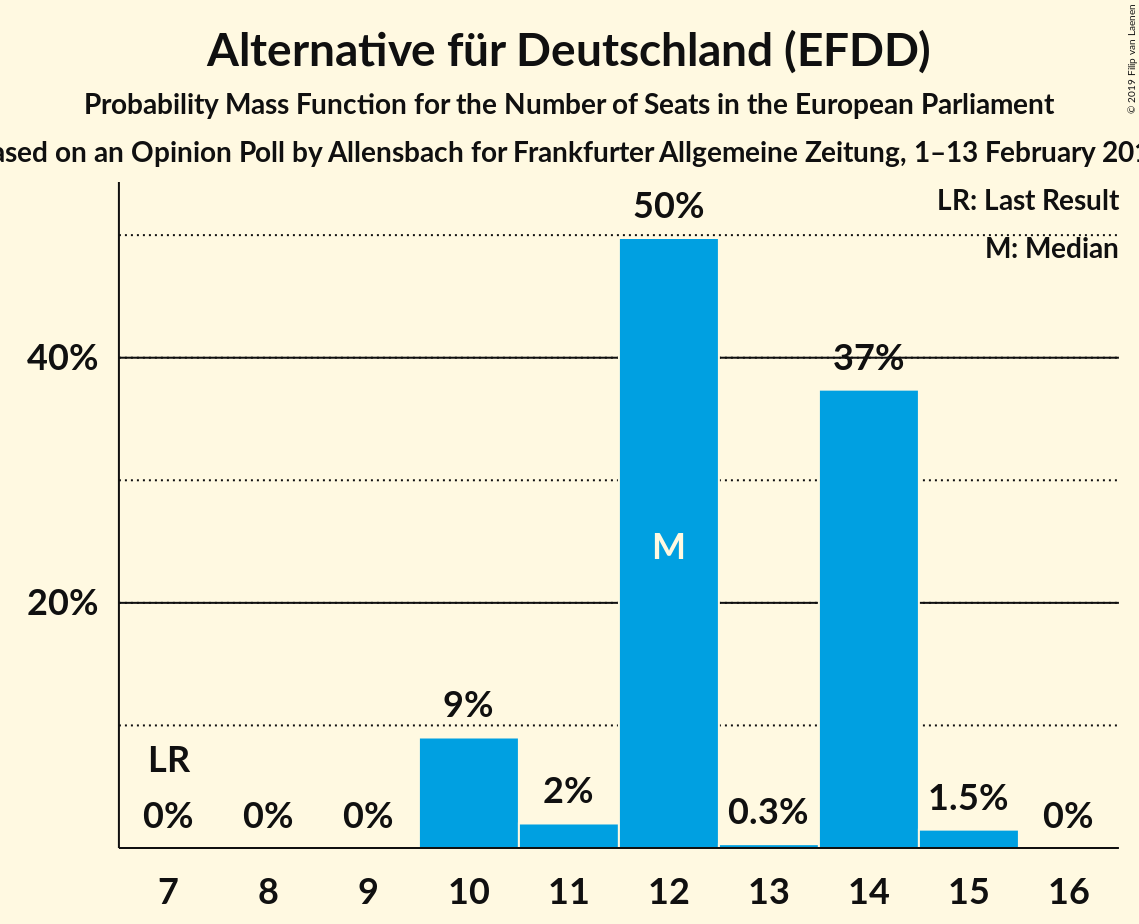 Alternative für Deutschland (EFDD)
Probability Mass Function for the Number of Seats in the European Parliament
on an Opinion Poll by Allensbach for Frankfurter Allgemeine Zeitung, 1–13 February
© 2019 Filip van Laenen
LR: Last Result
M: Median
50%
40%
37%
M
20%
9%
LR
2%
0.3%
1.5%
0% 0% 0% 0%
7 8 9 10 11 12 13 14 15 16